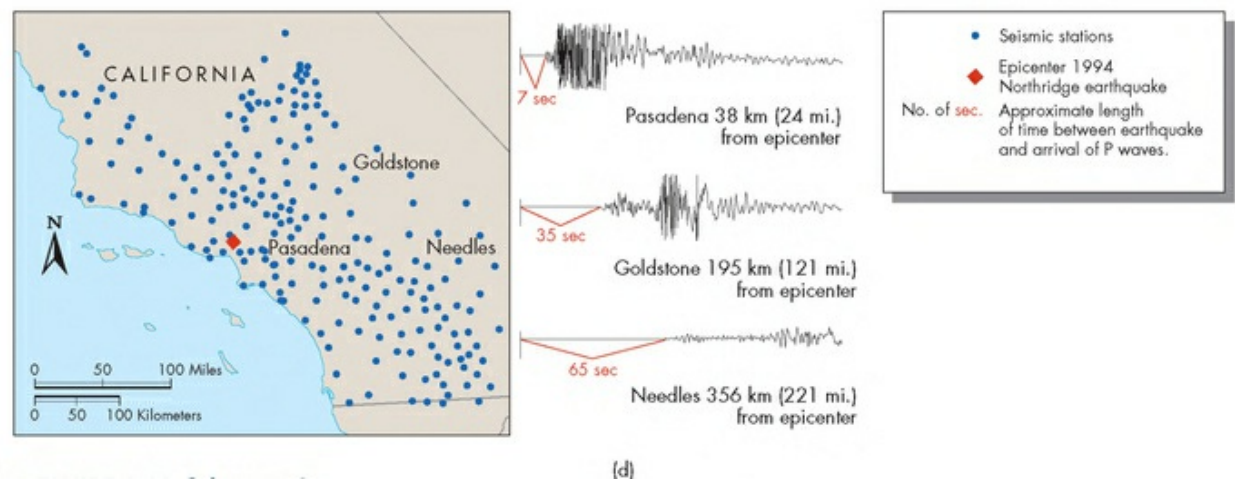 CALIFORNIA
Goldstone
N
Pasadena
Needles
0 50 100 Miles
0 50 100 Kilometers
7 sec
Pasadena 38 km (24 mi.)
from epicenter
35 sec
Goldstone 195 km (121 mi.)
from epicenter
65 sec
Needles 356 km (221 mi.)
from epicenter
Seismic stations
Epicenter 1994
Northridge earthquake
No. of sec. Approximate length
of time between earthquake
and arrival of P waves.
(d)